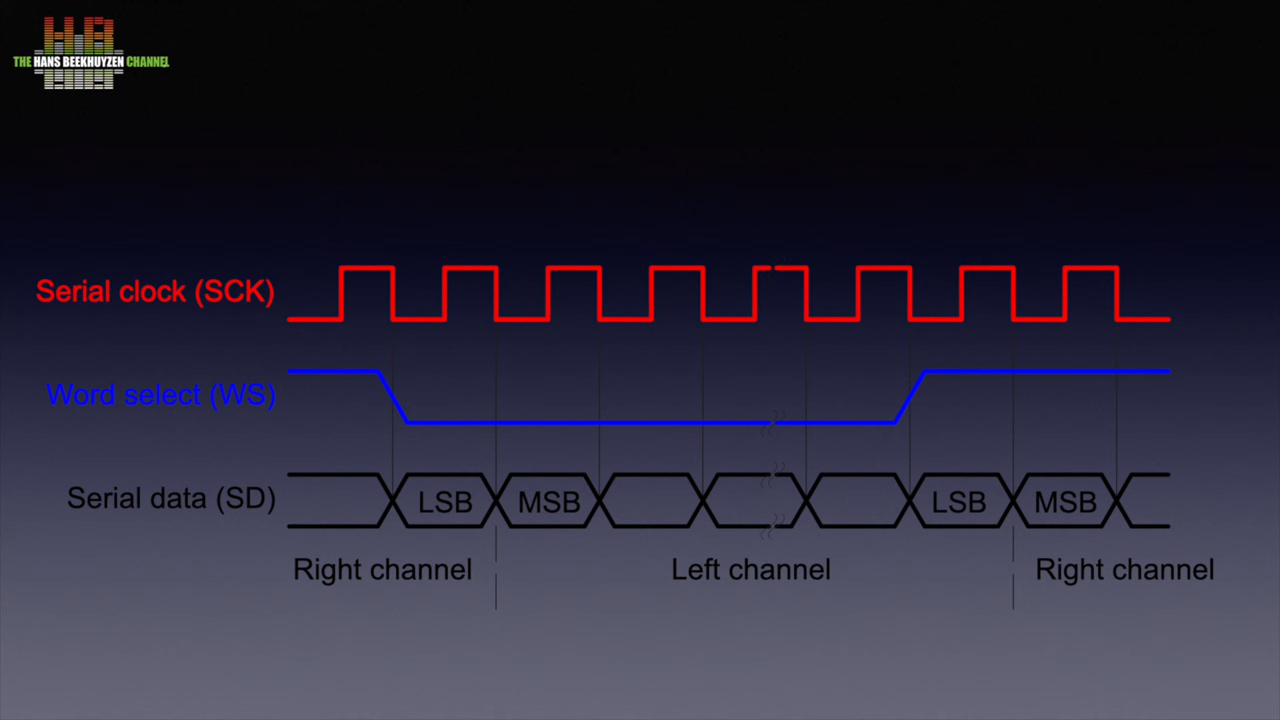 THE HANS BEEKHUYZEN CHANNEL
Serial clock (SCK)
Word select (WS)
Serial data (SD)
LSB MSB LSB MSB
Right channel Left channel Right channel